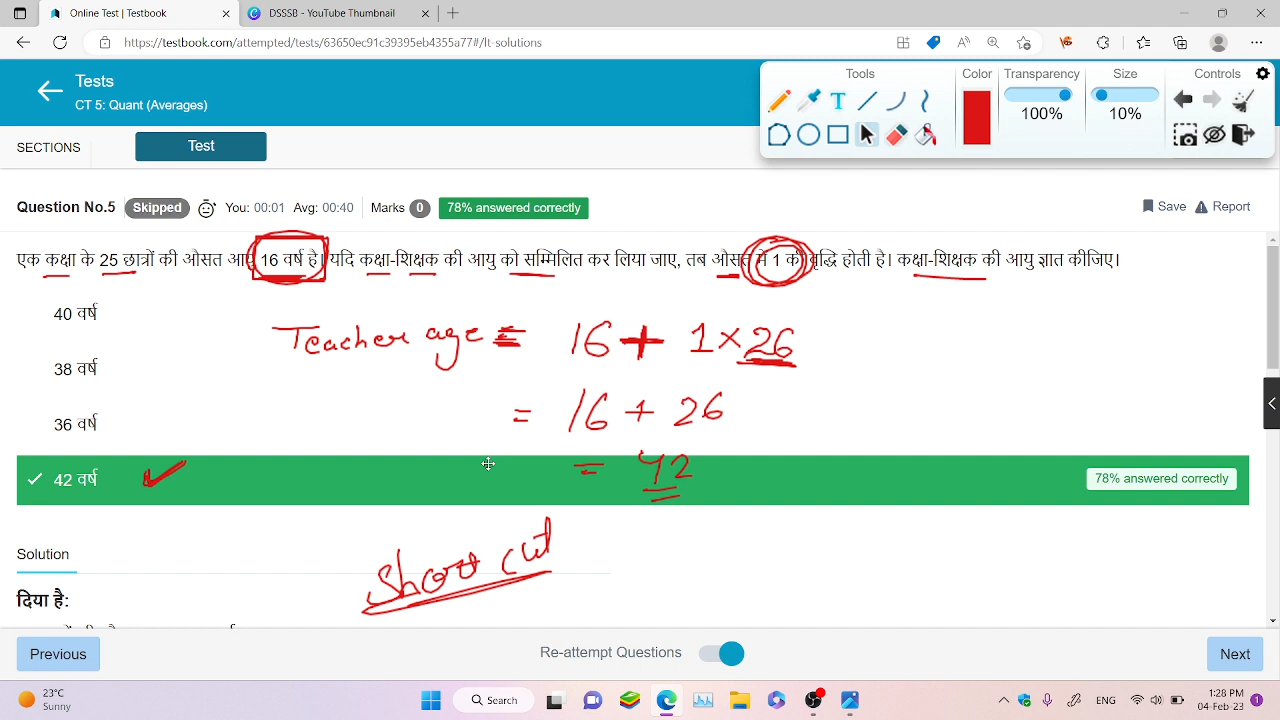 Online Test | Testbook
DSSSB - YouTube Thumbnail
https://testbook.com/attempted/tests/63650ec91c39395eb4355a77#/lt-solutions
Tests
CT 5: Quant (Averages)
Tools
Color
Transparency
Size
Controls
100%
10%
SECTIONS
Test
Question No.5 Skipped You: 00:01 Avg: 00:40 Marks 0 78% answered correctly
Save Report
एक कक्षा के 25 छात्रों की औसत आयु 16 वर्ष है। यदि कक्षा-शिक्षक की आयु को सम्मिलित कर लिया जाए, तब औसत में 1 की वृद्धि होती है। कक्षा-शिक्षक की आयु ज्ञात कीजिए।
40 वर्ष
Teacher age = 16 + 1×26
38 वर्ष
= 16 + 26
36 वर्ष
= 42
42 वर्ष
78% answered correctly
Short cut
Solution
दिया है:
Previous
Re-attempt Questions
Next
23°C
Sunny
Search
ENG
1:28 PM
04-Feb-23
1